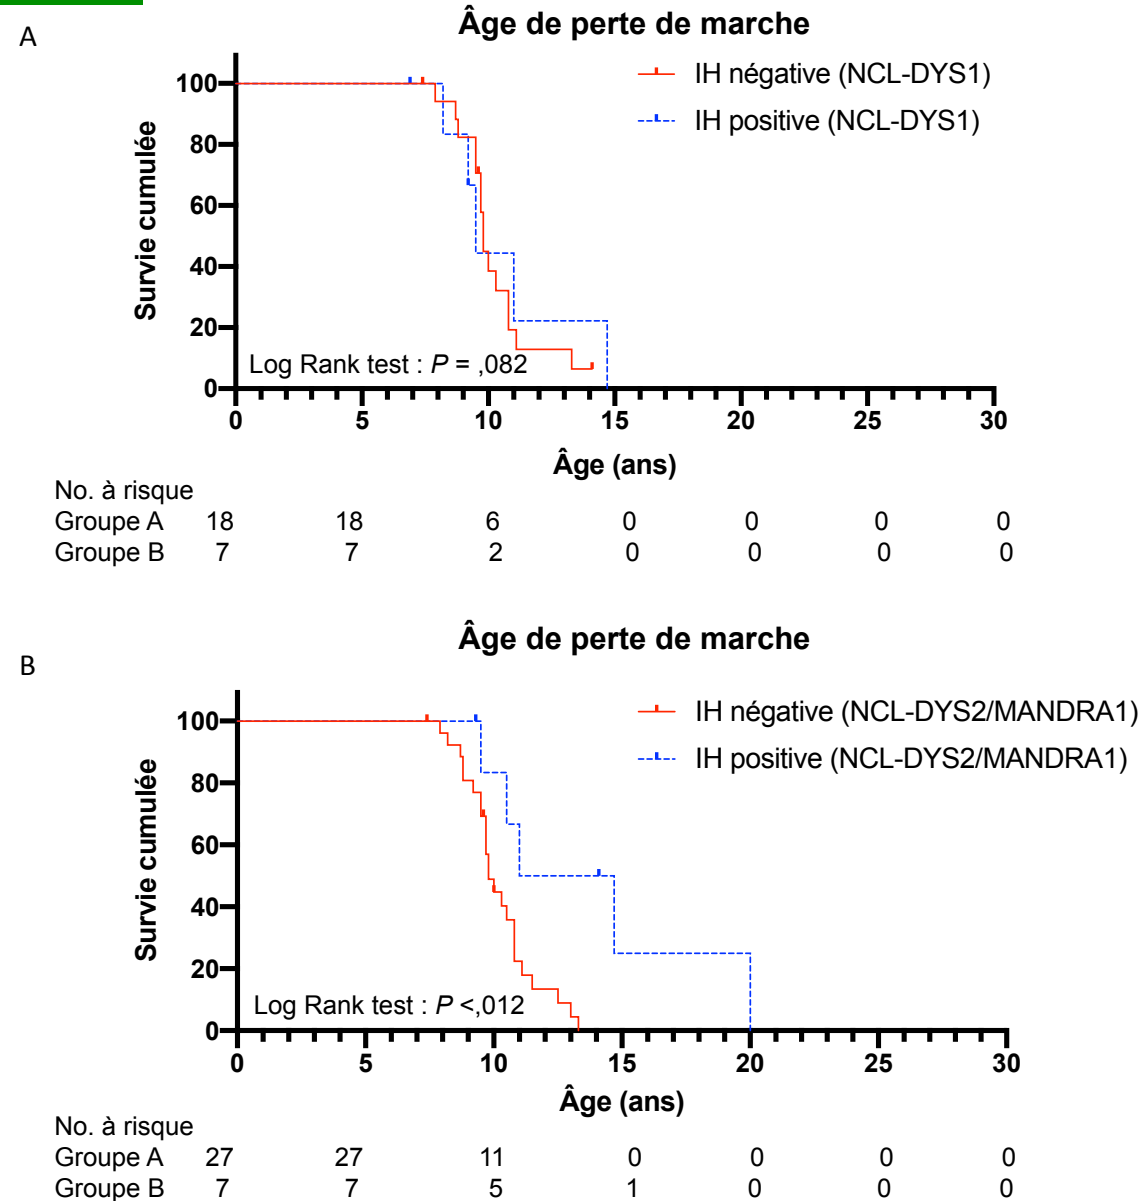 A
Âge de perte de marche
IH négative (NCL-DYS1)
IH positive (NCL-DYS1)
Survie cumulée
100
80
60
40
20
0
Log Rank test : P = ,082
0 5 10 15 20 25 30
Âge (ans)
No. à risque
Groupe A 18 18 6 0 0 0 0
Groupe B 7 7 2 0 0 0 0
B
Âge de perte de marche
IH négative (NCL-DYS2/MANDRA1)
IH positive (NCL-DYS2/MANDRA1)
Survie cumulée
100
80
60
40
20
0
Log Rank test : P <,012
0 5 10 15 20 25 30
Âge (ans)
No. à risque
Groupe A 27 27 11 0 0 0 0
Groupe B 7 7 5 1 0 0 0